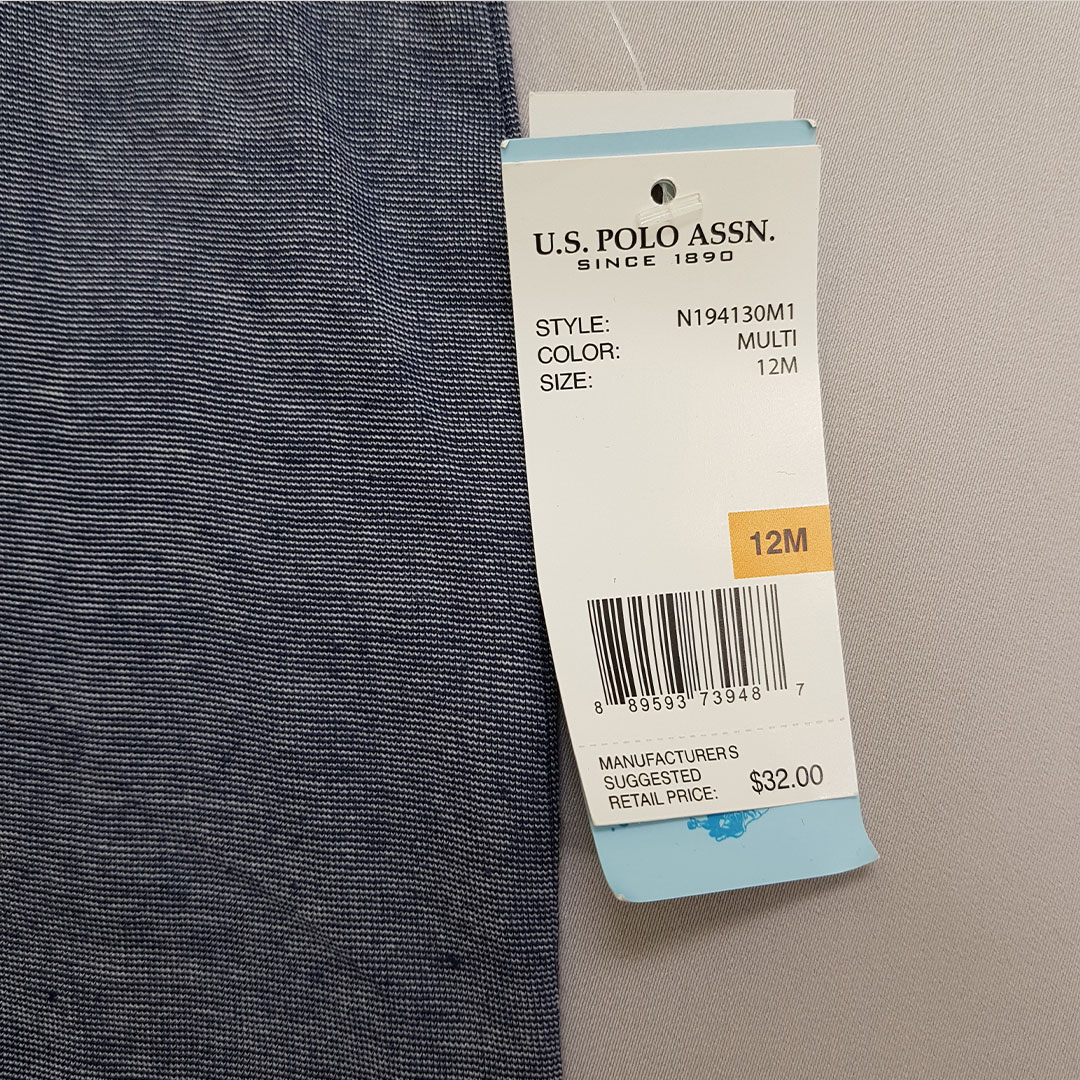 U.S. POLO ASSN.
SINCE 1890
STYLE: N194130M1
COLOR: MULTI
SIZE: 12M
12M
8 89593 73948 7
MANUFACTURERS
SUGGESTED
RETAIL PRICE: $32.00